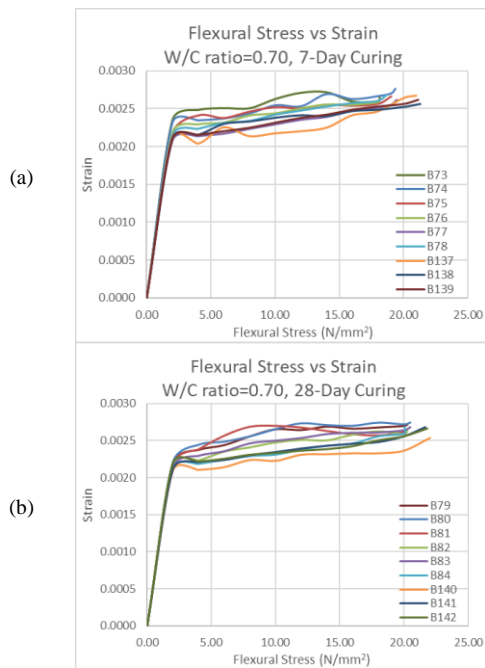 (a)
Flexural Stress vs Strain
W/C ratio=0.70, 7-Day Curing
0.0030
0.0025
0.0020
0.0015
0.0010
0.0005
0.0000
Strain
B73
B74
B75
B76
B77
B78
B137
B138
B139
0.00 5.00 10.00 15.00 20.00 25.00
Flexural Stress (N/mm²)
(b)
Flexural Stress vs Strain
W/C ratio=0.70, 28-Day Curing
0.0030
0.0025
0.0020
0.0015
0.0010
0.0005
0.0000
Strain
B79
B80
B81
B82
B83
B84
B140
B141
B142
0.00 5.00 10.00 15.00 20.00 25.00
Flexural Stress (N/mm²)